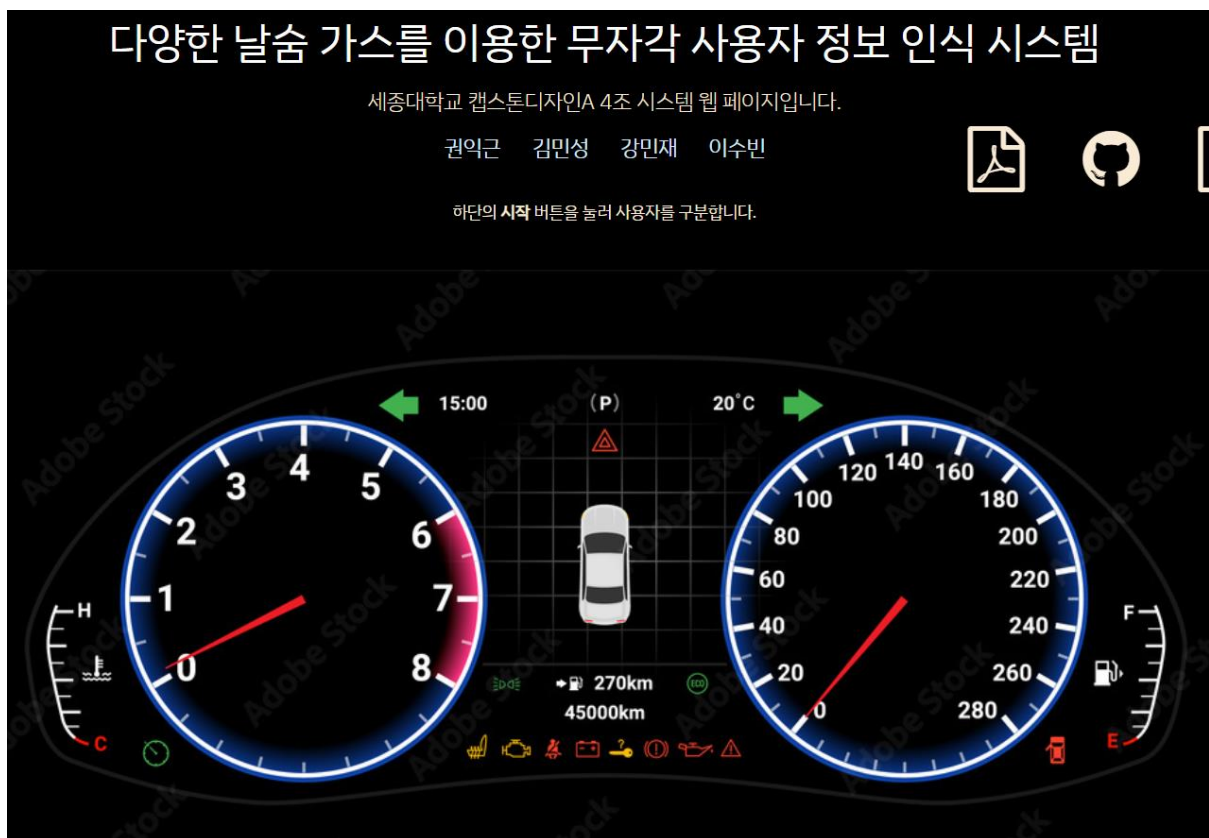 다양한 날숨 가스를 이용한 무자각 사용자 정보 인식 시스템
세종대학교 캡스톤디자인A 4조 시스템 웹 페이지입니다.
권익근 김민성 강민재 이수빈
하단의 시작 버튼을 눌러 사용자를 구분합니다.
15:00 (P) 20°C
0 1 2 3 4 5 6 7 8
0 20 40 60 80 100 120 140 160 180 200 220 240 260 280
H
C
F
E
270km
ECO
45000km
Adobe Stock